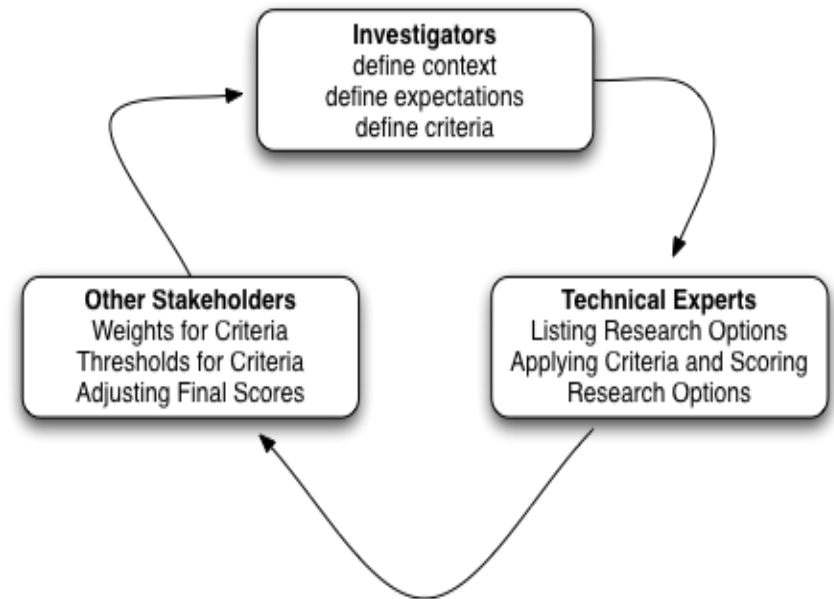 Investigators
define context
define expectations
define criteria
Other Stakeholders
Weights for Criteria
Thresholds for Criteria
Adjusting Final Scores
Technical Experts
Listing Research Options
Applying Criteria and Scoring
Research Options